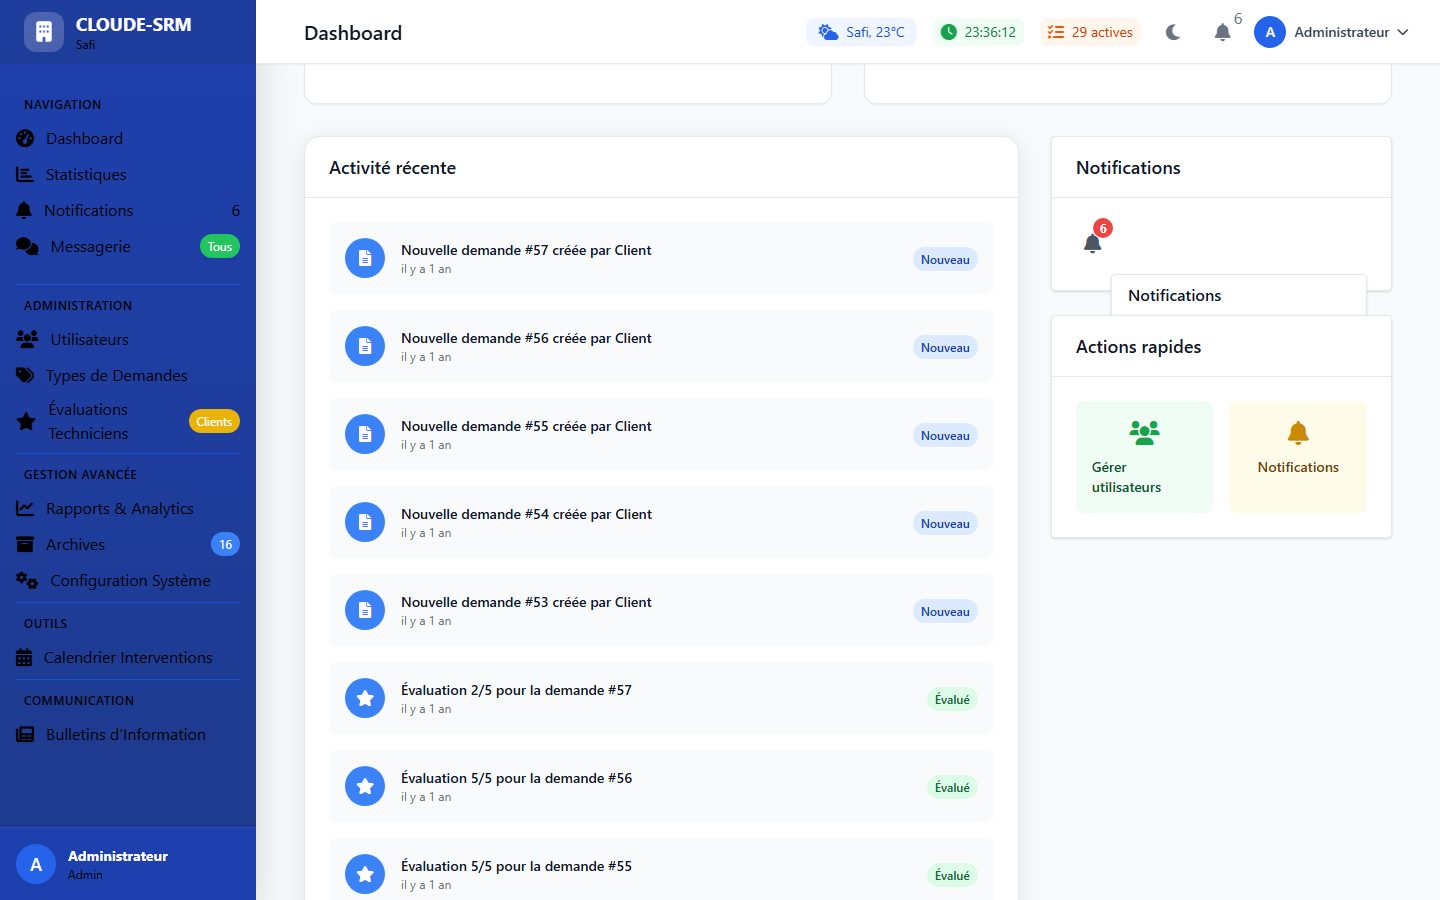 CLOUDE-SRM
Safi
NAVIGATION
Dashboard
Statistiques
Notifications 6
Messagerie Tous
ADMINISTRATION
Utilisateurs
Types de Demandes
Évaluations
Techniciens
Clients
GESTION AVANCÉE
Rapports & Analytics
Archives 16
Configuration Système
OUTILS
Calendrier Interventions
COMMUNICATION
Bulletins d'Information
A
Administrateur
Admin
Dashboard
Safi, 23°C
23:36:12
29 actives
6
A
Administrateur
Activité récente
Nouvelle demande #57 créée par Client
il y a 1 an
Nouveau
Nouvelle demande #56 créée par Client
il y a 1 an
Nouveau
Nouvelle demande #55 créée par Client
il y a 1 an
Nouveau
Nouvelle demande #54 créée par Client
il y a 1 an
Nouveau
Nouvelle demande #53 créée par Client
il y a 1 an
Nouveau
Évaluation 2/5 pour la demande #57
il y a 1 an
Évalué
Évaluation 5/5 pour la demande #56
il y a 1 an
Évalué
Évaluation 5/5 pour la demande #55
il y a 1 an
Évalué
Notifications
6
Notifications
Actions rapides
Gérer
utilisateurs
Notifications